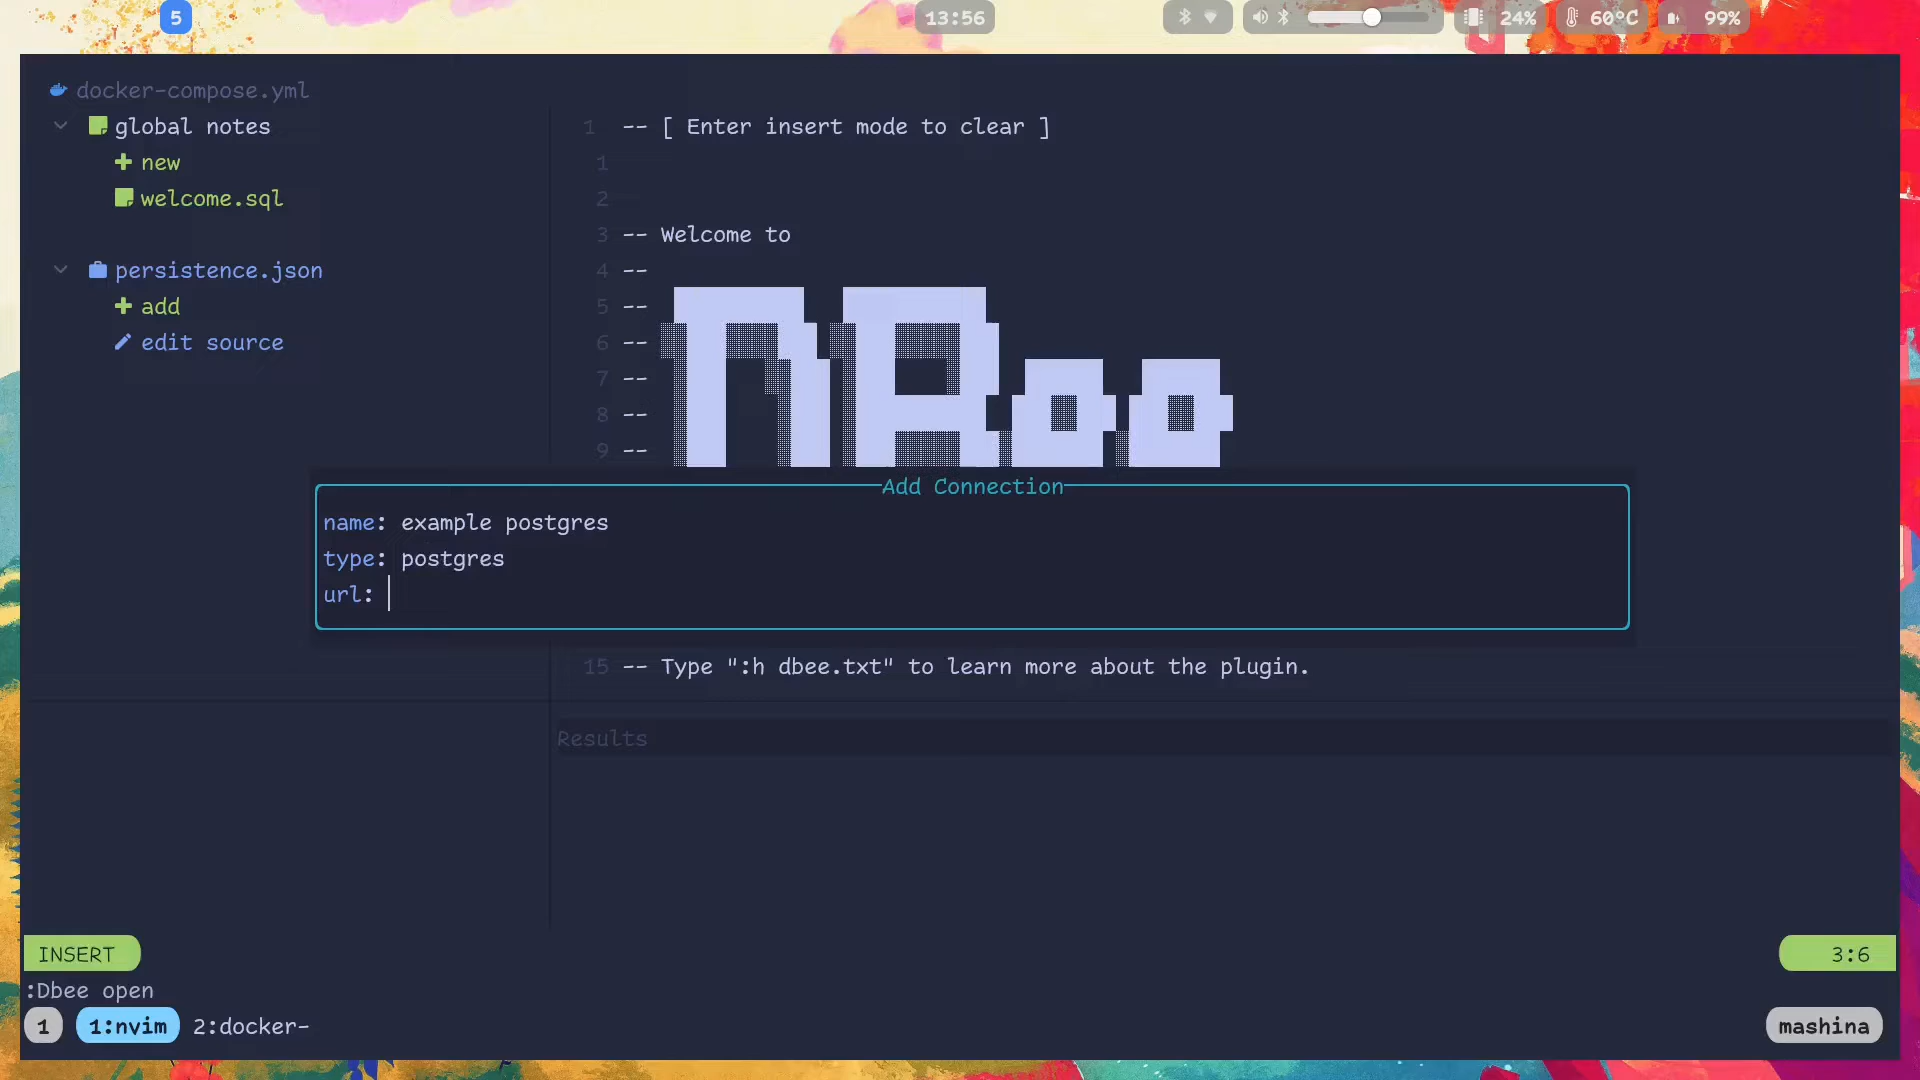 5
13:56
24%
60°C
99%
docker-compose.yml
global notes
new
welcome.sql
persistence.json
add
edit source
1 -- [ Enter insert mode to clear ]
1
2
3 -- Welcome to
4 --
5 --
6 --
7 --
8 --
9 --
Add Connection
name: example postgres
type: postgres
url:
15 -- Type ":h dbee.txt" to learn more about the plugin.
Results
INSERT
3:6
:Dbee open
1 1:nvim 2:docker-
mashina